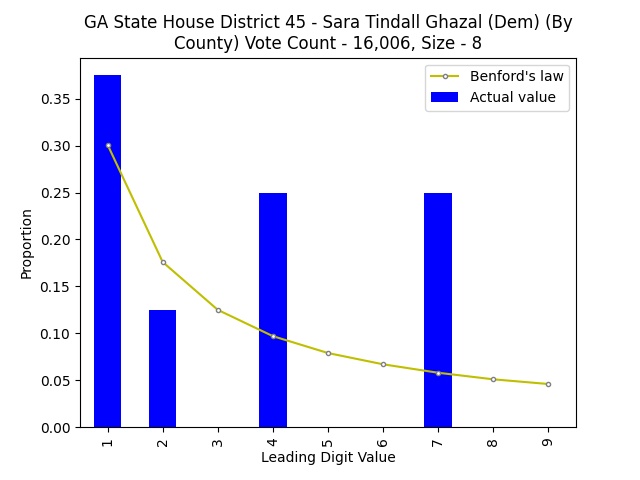 GA State House District 45 - Sara Tindall Ghazal (Dem) (By
County) Vote Count - 16,006, Size - 8
Benford's law
Actual value
Proportion
0.35
0.30
0.25
0.20
0.15
0.10
0.05
0.00
1 2 3 4 5 6 7 8 9
Leading Digit Value